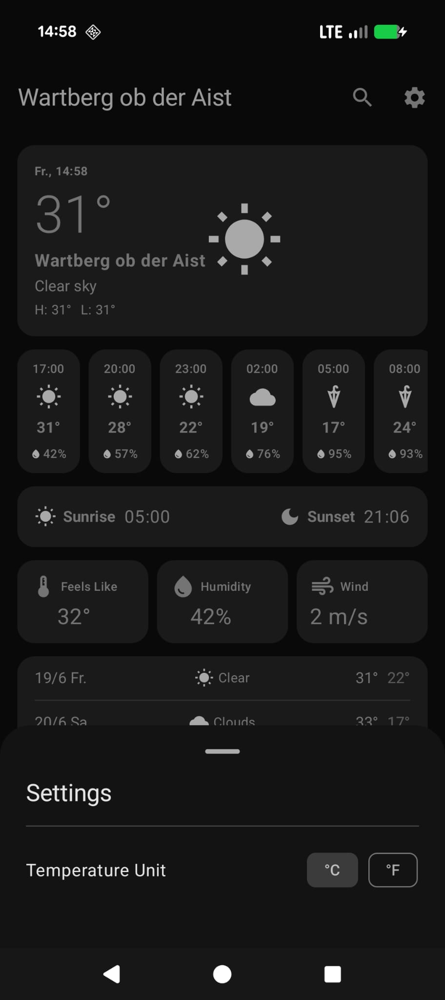 14:58 LTE
Wartberg ob der Aist
Fr., 14:58
31°
Wartberg ob der Aist
Clear sky
H: 31° L: 31°
17:00 20:00 23:00 02:00 05:00 08:00
31° 28° 22° 19° 17° 24°
42% 57% 62% 76% 95% 93%
Sunrise 05:00 Sunset 21:06
Feels Like Humidity Wind
32° 42% 2 m/s
19/6 Fr. Clear 31° 22°
20/6 Sa Clouds 33° 17°
Settings
Temperature Unit °C °F